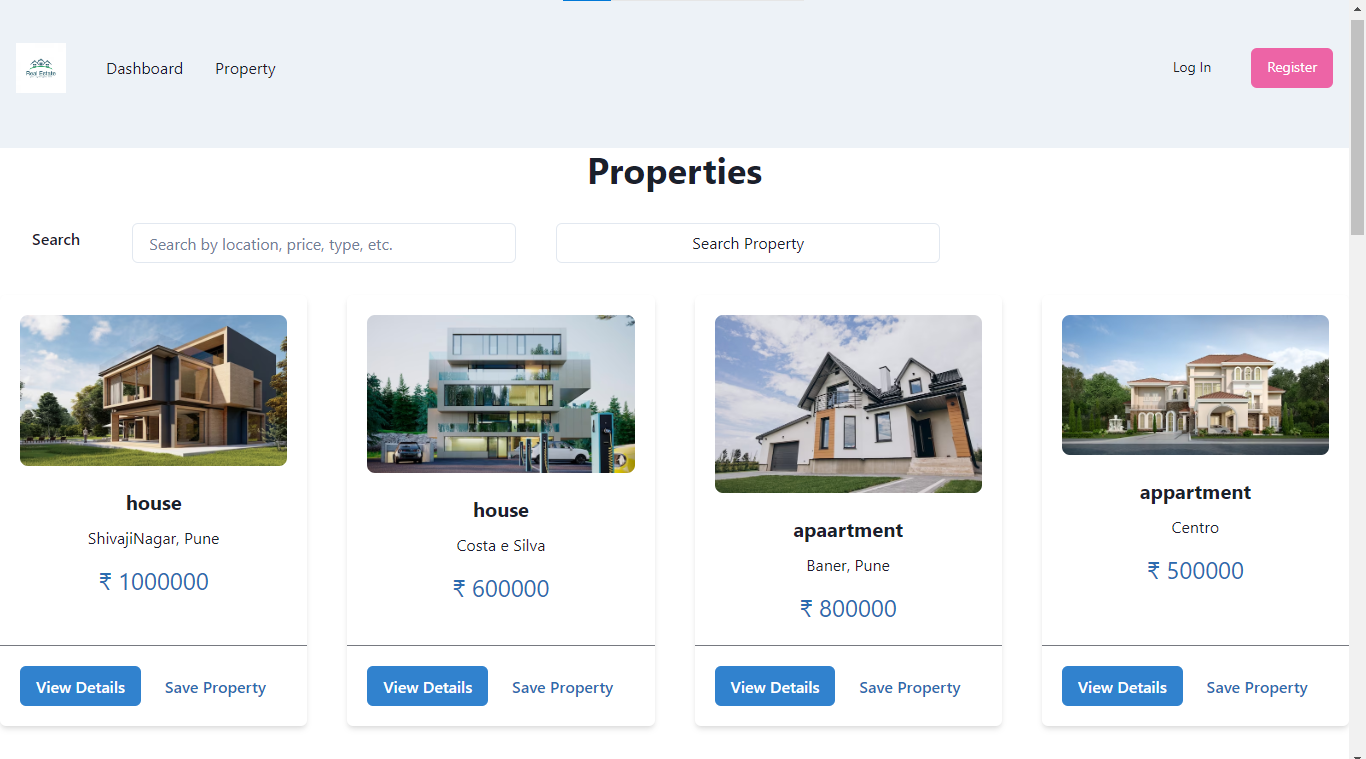 Real Estate
Dashboard
Property
Log In
Register
Properties
Search
Search by location, price, type, etc.
Search Property
house
ShivajiNagar, Pune
₹ 1000000
View Details
Save Property
house
Costa e Silva
₹ 600000
View Details
Save Property
apaartment
Baner, Pune
₹ 800000
View Details
Save Property
appartment
Centro
₹ 500000
View Details
Save Property